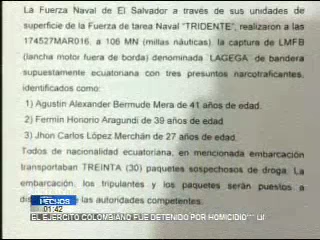 La Fuerza Naval de El Salvador a través de sus unidades de
superficie de la Fuerza de tarea Naval "TRIDENTE", realizaron a las
174527MAR016, a 106 MN (millas náuticas), la captura de LMFB
(lancha motor fuera de borda) denominada LAGEGA de bandera
supuestamente ecuatoriana con tres presuntos narcotraficantes,
identificados como:
1) Agustin Alexander Bermude Mera de 41 años de edad.
2) Fermin Honorio Aragundi de 39 años de edad
3) Jhon Carlos López Merchán de 27 años de edad.
Todos de nacionalidad ecuatoriana, en mencionada embarcación
transportaban TREINTA (30) paquetes sospechosos de droga. La
embarcación, los tripulantes y los paquetes serán puestos a
de las autoridades competentes.
HECHOS
01:42
EL EJERCITO COLOMBIANO FUE DETENIDO POR HOMICIDIO